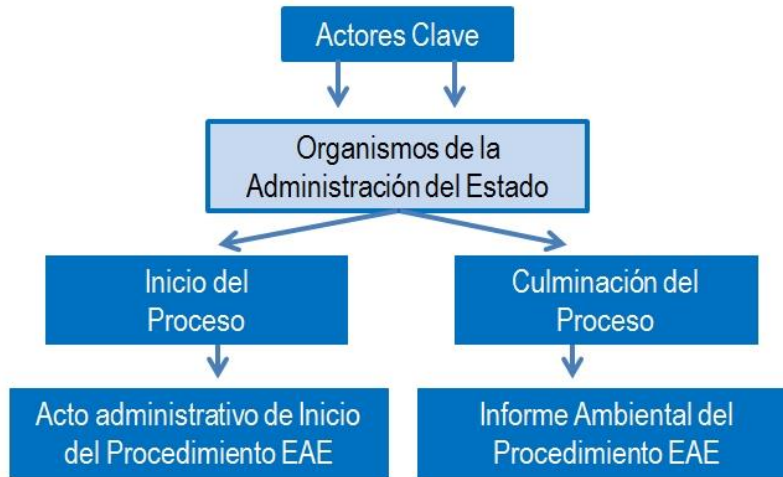 Actores Clave
Organismos de la
Administración del Estado
Inicio del
Proceso
Culminación del
Proceso
Acto administrativo de Inicio
del Procedimiento EAE
Informe Ambiental del
Procedimiento EAE